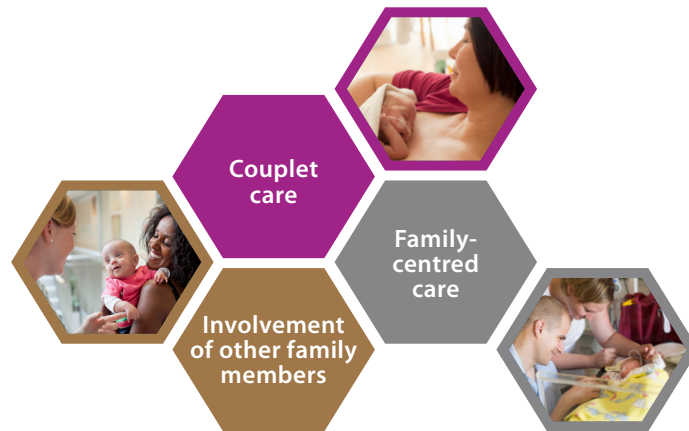 Couplet
care
Family-
centred
care
Involvement
of other family
members